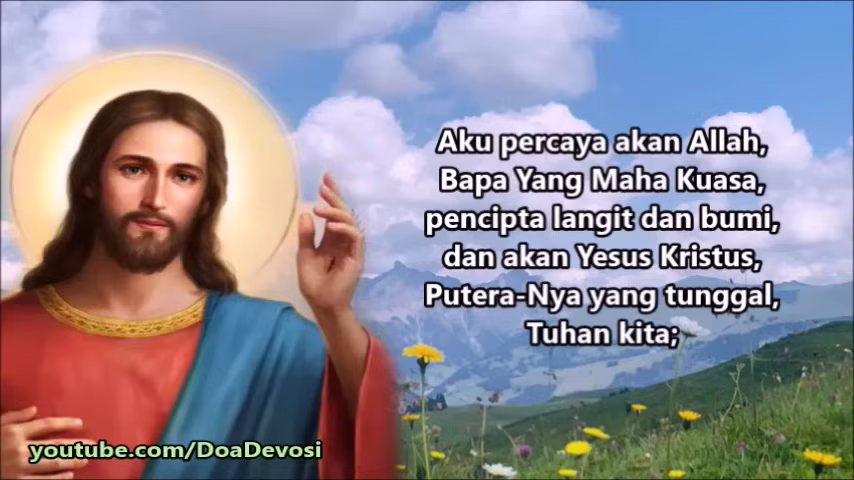 Aku percaya akan Allah,
Bapa Yang Maha Kuasa,
pencipta langit dan bumi,
dan akan Yesus Kristus,
Putera-Nya yang tunggal,
Tuhan kita;
youtube.com/DoaDevosi